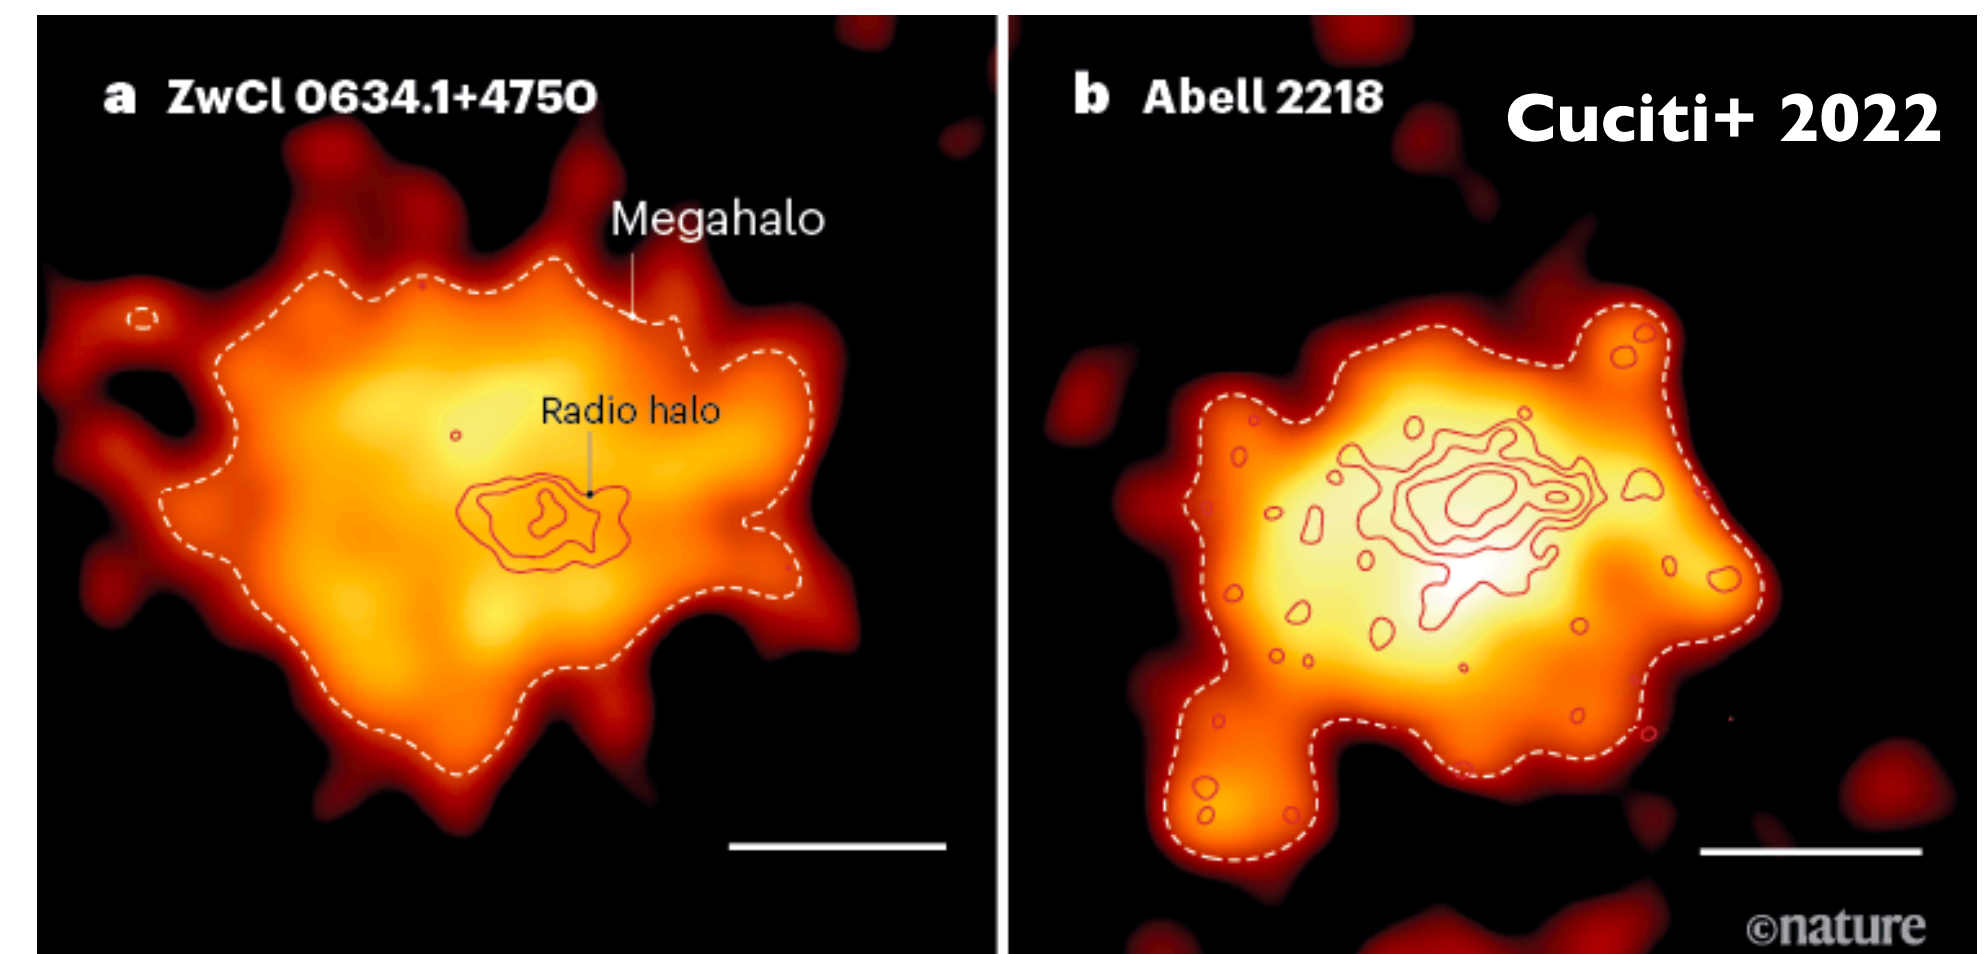 a ZwCl 0634.1+4750
Megahalo
Radio halo
b Abell 2218
Cuciti+ 2022
©nature